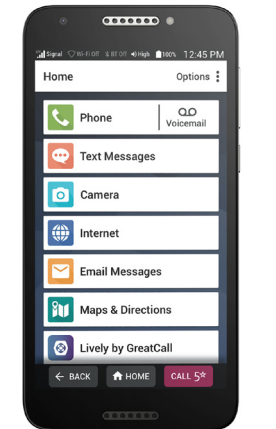 Signal Wi-Fi Off BT Off High 100% 12:45 PM
Home Options
Phone Voicemail
Text Messages
Camera
Internet
Email Messages
Maps & Directions
Lively by GreatCall
BACK HOME CALL 5☆